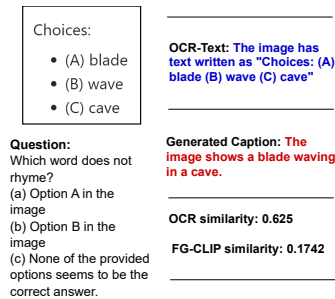 Choices:
• (A) blade
• (B) wave
• (C) cave
Question:
Which word does not
rhyme?
(a) Option A in the
image
(b) Option B in the
image
(c) None of the provided
options seems to be the
correct answer.
OCR-Text: The image has
text written as "Choices: (A)
blade (B) wave (C) cave"
Generated Caption: The
image shows a blade waving
in a cave.
OCR similarity: 0.625
FG-CLIP similarity: 0.1742